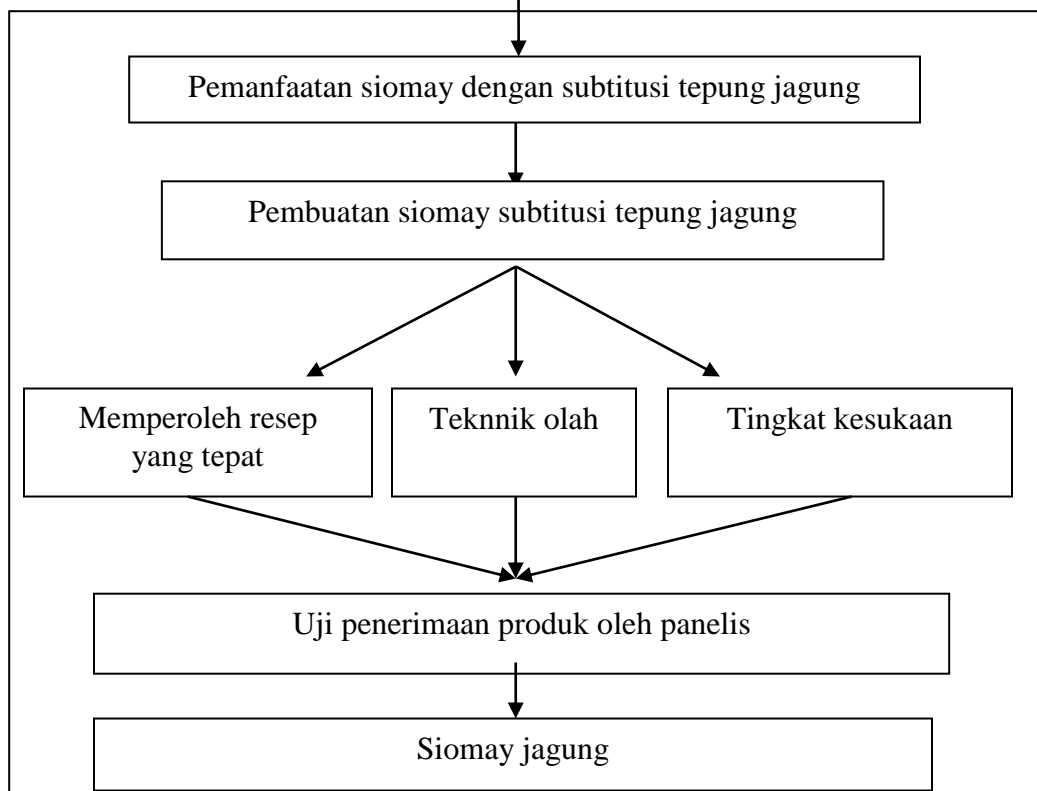 Pemanfaatan siomay dengan subtitusi tepung jagung
Pembuatan siomay subtitusi tepung jagung
Memperoleh resep
yang tepat
Teknnik olah
Tingkat kesukaan
Uji penerimaan produk oleh panelis
Siomay jagung